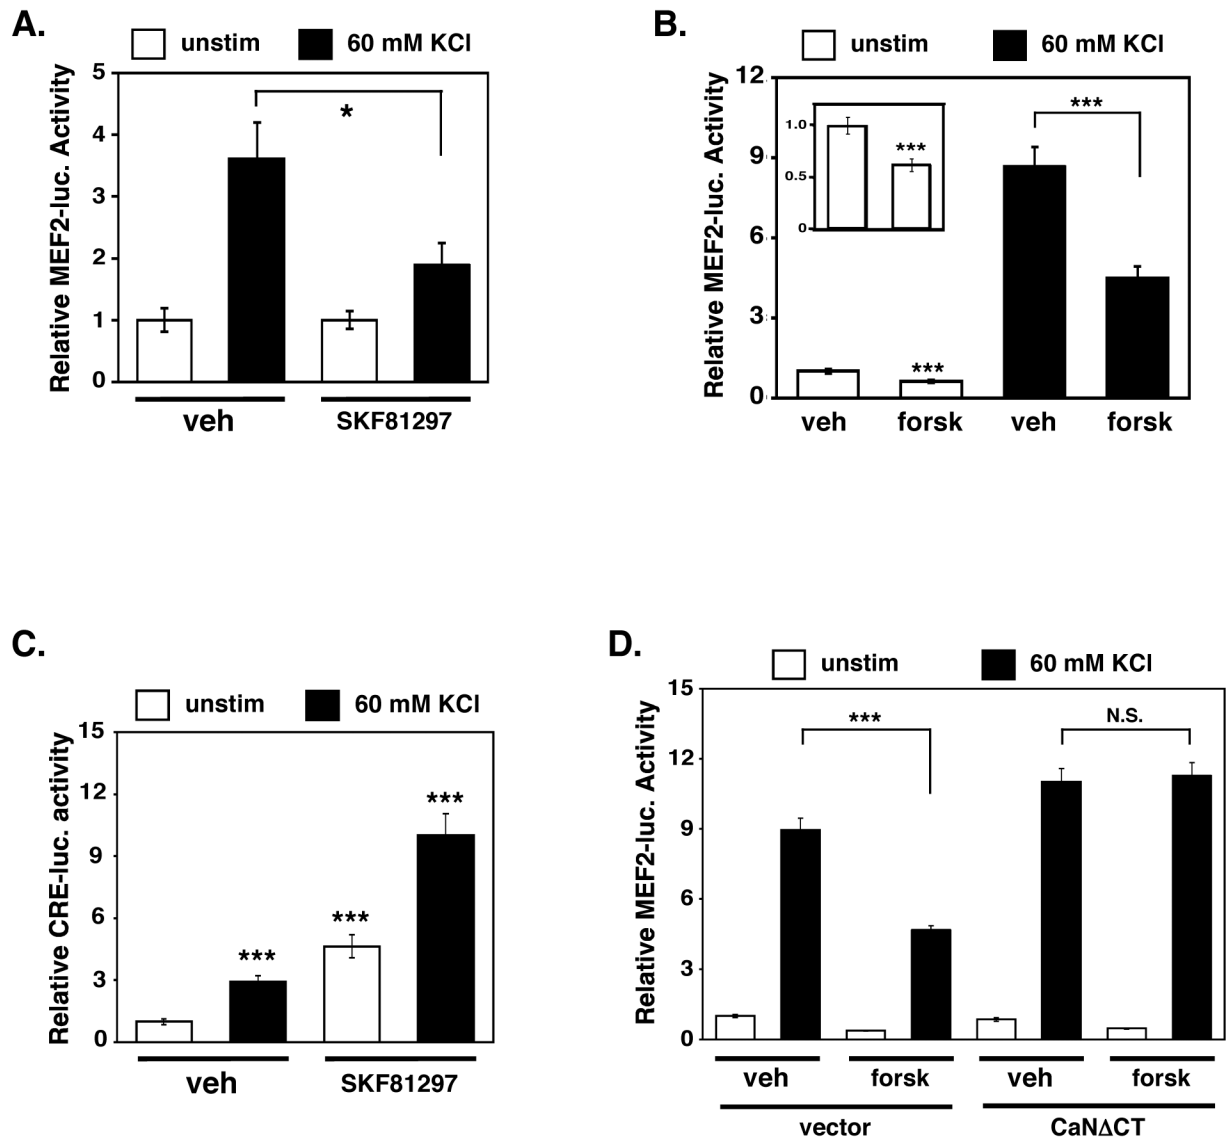 A.
unstim 60 mM KCl
Relative MEF2-luc. Activity
5
4
3
2
1
0
*
veh SKF81297
B.
unstim 60 mM KCl
Relative MEF2-luc. Activity
12
9
6
3
0
1.0
0.5
0
***
***
***
veh forsk veh forsk
C.
unstim 60 mM KCl
Relative CRE-luc. activity
15
12
9
6
3
0
***
***
***
veh SKF81297
D.
unstim 60 mM KCl
Relative MEF2-luc. Activity
15
12
9
6
3
0
***
N.S.
veh forsk veh forsk
vector CaNΔCT